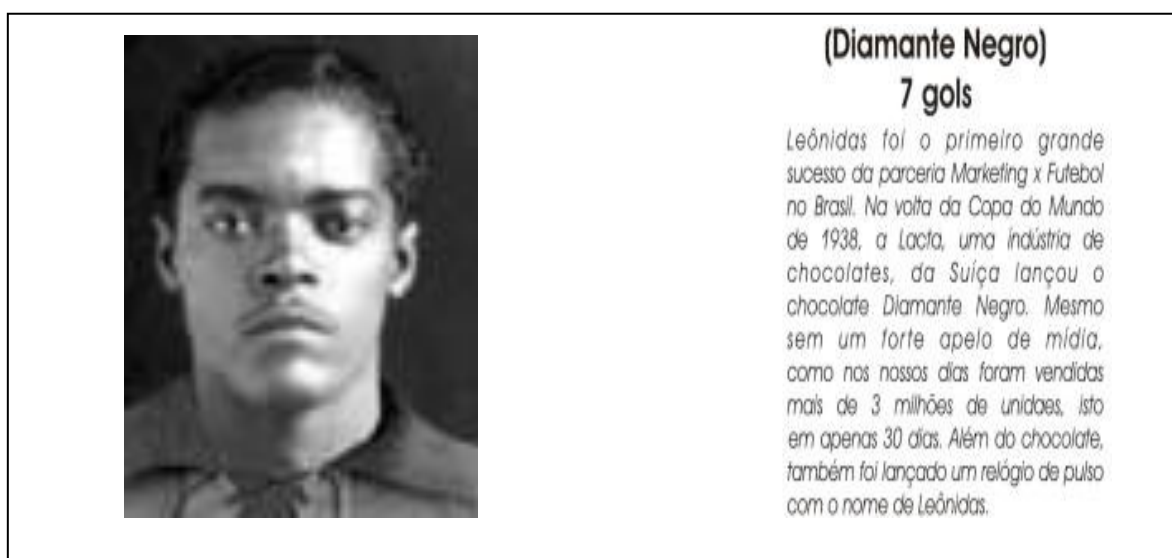 (Diamante Negro)
7 gols
Leônidas foi o primeiro grande
sucesso da parceria Marketing x Futebol
no Brasil. Na volta da Copa do Mundo
de 1938, a Lacta, uma indústria de
chocolates, da Suíça lançou o
chocolate Diamante Negro. Mesmo
sem um forte apelo de mídia,
como nos nossos dias foram vendidas
mais de 3 milhões de unidaes, isto
em apenas 30 dias. Além do chocolate,
também foi lançado um relógio de pulso
com o nome de Leônidas.